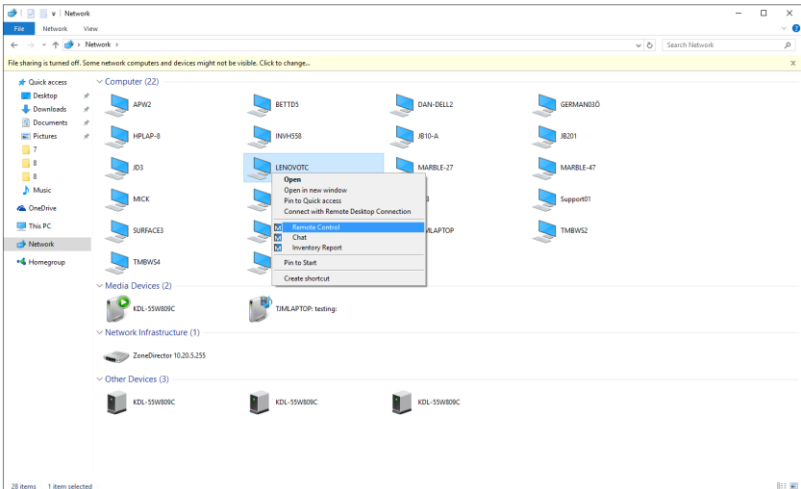 Network
File Network View
Network
Search Network
File sharing is turned off. Some network computers and devices might not be visible. Click to change...
Quick access
Desktop
Downloads
Documents
Pictures
7
8
8
Music
OneDrive
This PC
Network
Homegroup
Computer (22)
APW2 BETTDS DAN-DELL2
HPLAP-8 INVH558 JB10-A JB201
JD3 LENOVOTC MARBLE-27 MARBLE-47
MICK Support01
SURFACE3 MLAPTOP TMBWS2
TMBWS4
Open
Open in new window
Pin to Quick access
Connect with Remote Desktop Connection
Remote Control
Chat
Inventory Report
Pin to Start
Create shortcut
Media Devices (2)
KDL-55W809C TJMLAPTOP: testing:
Network Infrastructure (1)
ZoneDirector 10.20.5.255
Other Devices (3)
KDL-55W809C KDL-55W809C KDL-55W809C
28 items 1 item selected